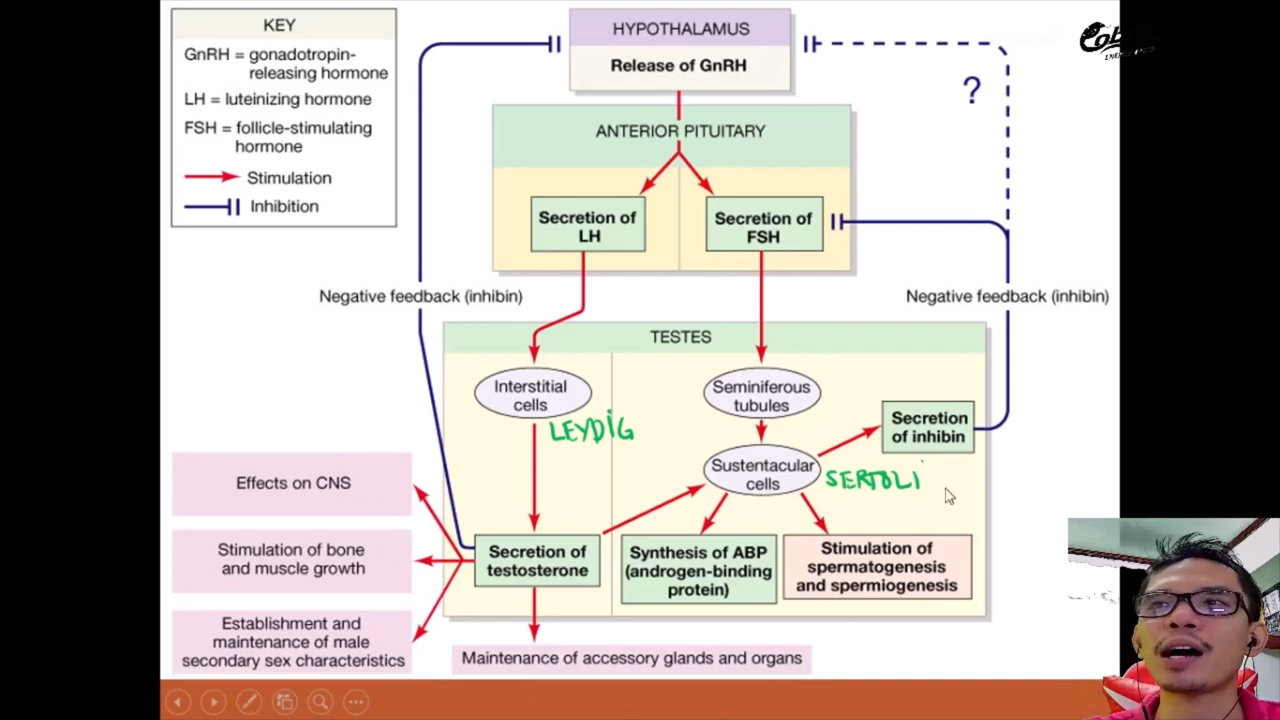 KEY
GnRH = gonadotropin-
releasing hormone
LH = luteinizing hormone
FSH = follicle-stimulating
hormone
Stimulation
Inhibition
HYPOTHALAMUS
Release of GnRH
?
ANTERIOR PITUITARY
Secretion of
LH
Secretion of
FSH
Negative feedback (inhibin)
Negative feedback (inhibin)
TESTES
Interstitial
cells
LEYDIG
Seminiferous
tubules
Secretion
of inhibin
Sustentacular
cells
SERTOLI
Effects on CNS
Stimulation of bone
and muscle growth
Establishment and
maintenance of male
secondary sex characteristics
Secretion of
testosterone
Synthesis of ABP
(androgen-binding
protein)
Stimulation of
spermatogenesis
and spermiogenesis
Maintenance of accessory glands and organs